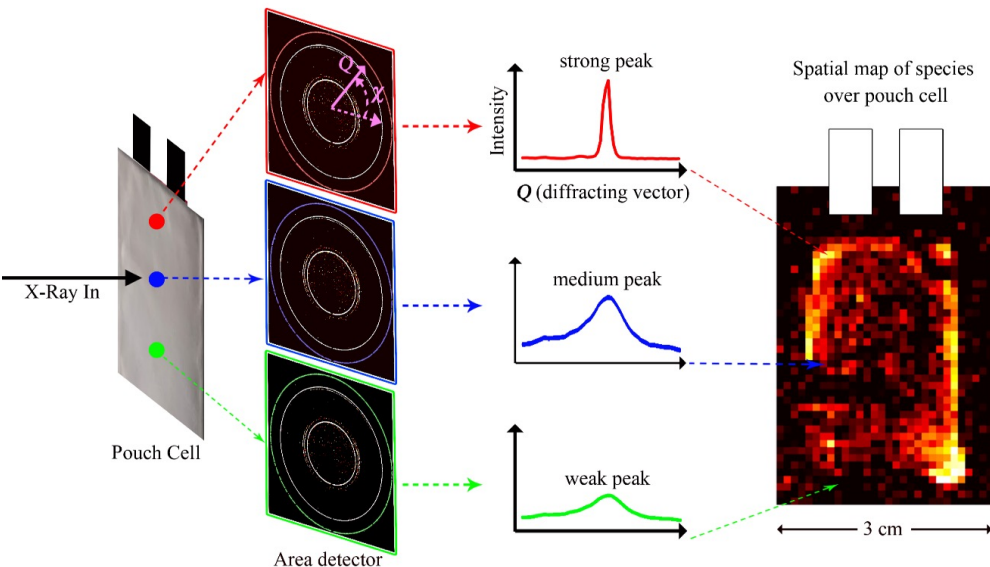 X-Ray In
Pouch Cell
Q
χ
Area detector
strong peak
Intensity
Q (diffracting vector)
medium peak
weak peak
Spatial map of species
over pouch cell
3 cm